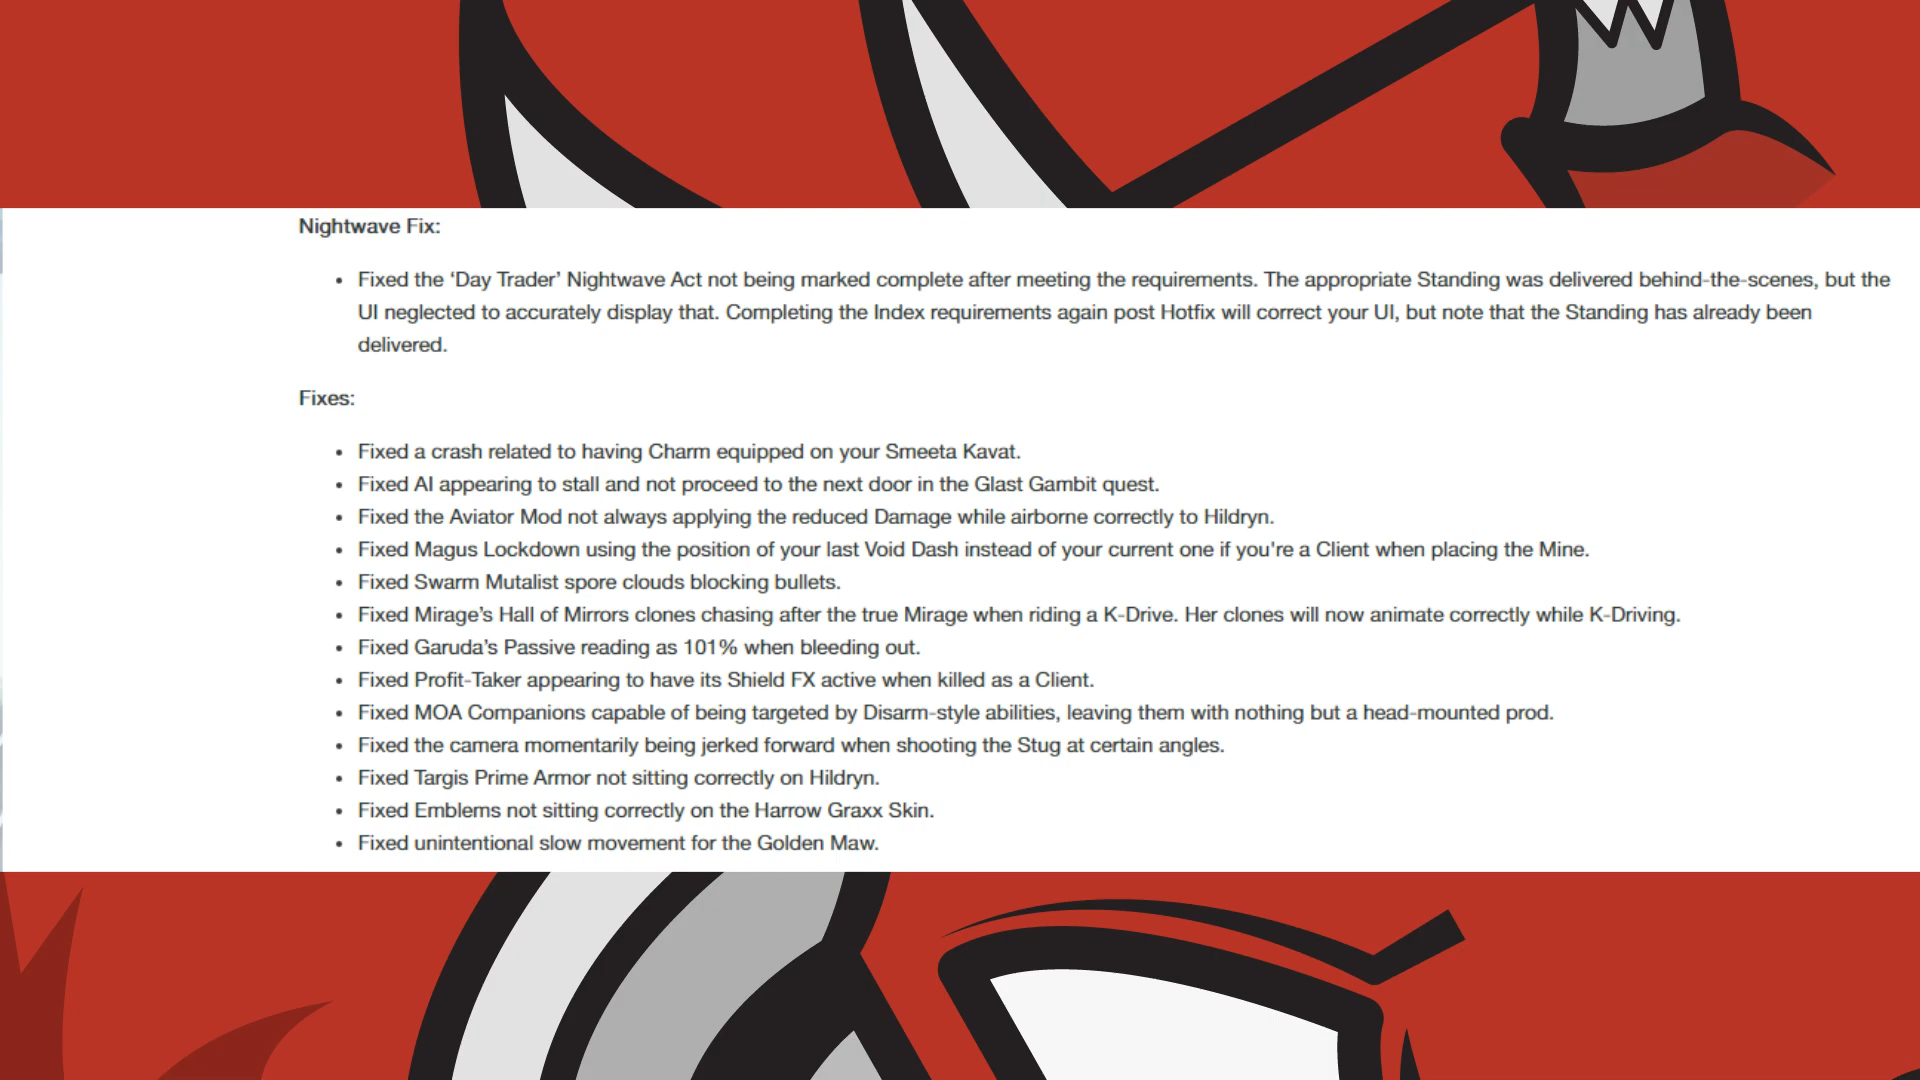 Nightwave Fix:
• Fixed the ‘Day Trader’ Nightwave Act not being marked complete after meeting the requirements. The appropriate Standing was delivered behind-the-scenes, but the
UI neglected to accurately display that. Completing the Index requirements again post Hotfix will correct your UI, but note that the Standing has already been
delivered.
Fixes:
• Fixed a crash related to having Charm equipped on your Smeeta Kavat.
• Fixed AI appearing to stall and not proceed to the next door in the Glast Gambit quest.
• Fixed the Aviator Mod not always applying the reduced Damage while airborne correctly to Hildryn.
• Fixed Magus Lockdown using the position of your last Void Dash instead of your current one if you're a Client when placing the Mine.
• Fixed Swarm Mutalist spore clouds blocking bullets.
• Fixed Mirage’s Hall of Mirrors clones chasing after the true Mirage when riding a K-Drive. Her clones will now animate correctly while K-Driving.
• Fixed Garuda’s Passive reading as 101% when bleeding out.
• Fixed Profit-Taker appearing to have its Shield FX active when killed as a Client.
• Fixed MOA Companions capable of being targeted by Disarm-style abilities, leaving them with nothing but a head-mounted prod.
• Fixed the camera momentarily being jerked forward when shooting the Stug at certain angles.
• Fixed Targis Prime Armor not sitting correctly on Hildryn.
• Fixed Emblems not sitting correctly on the Harrow Graxx Skin.
• Fixed unintentional slow movement for the Golden Maw.